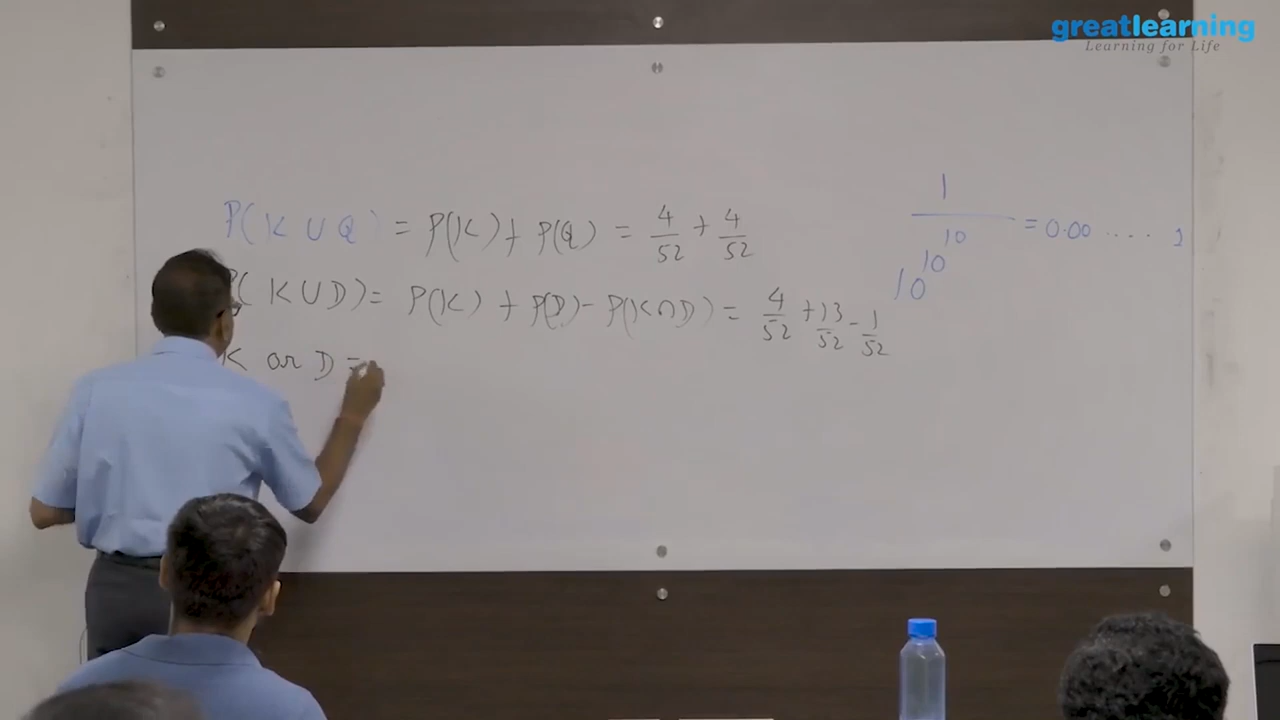 greatlearning
Learning for Life
P(K ∪ Q) = P(K) + P(Q) = 4/52 + 4/52
P(K ∪ D) = P(K) + P(D) - P(K ∩ D) = 4/52 + 13/52 - 1/52
K or D =
1/10^10^10 = 0.00 .... 1